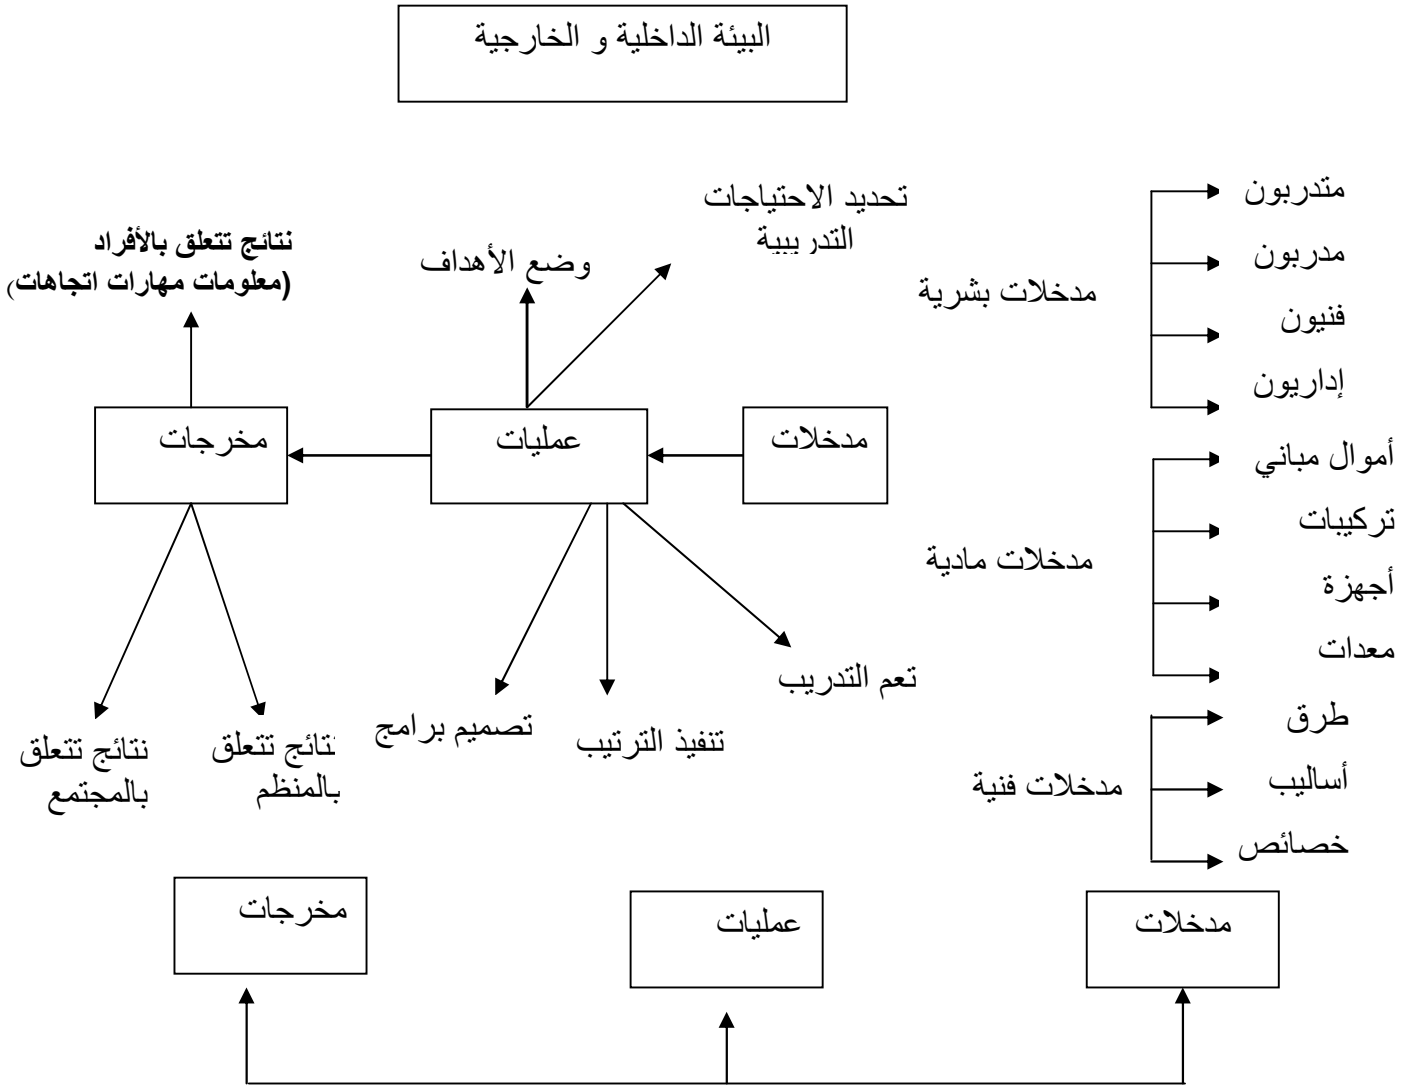 البيئة الداخلية و الخارجية
متدربون
مدربون
فنيون
إداريون
مدخلات بشرية
تحديد الاحتياجات
التدريبية
وضع الأهداف
نتائج تتعلق بالأفراد
(معلومات مهارات اتجاهات)
مدخلات
عمليات
مخرجات
أموال مباني
تركيبات
أجهزة
معدات
مدخلات مادية
تعم التدريب
تنفيذ الترتيب
تصميم برامج
نتائج تتعلق
بالمنظم
نتائج تتعلق
بالمجتمع
طرق
أساليب
خصائص
مدخلات فنية
مدخلات
عمليات
مخرجات